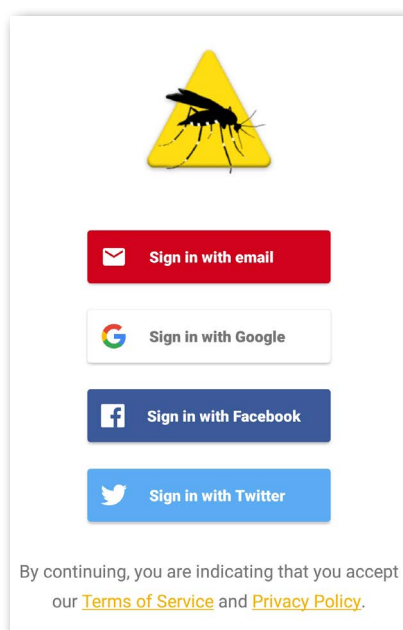 Sign in with email
Sign in with Google
Sign in with Facebook
Sign in with Twitter
By continuing, you are indicating that you accept
our Terms of Service and Privacy Policy.